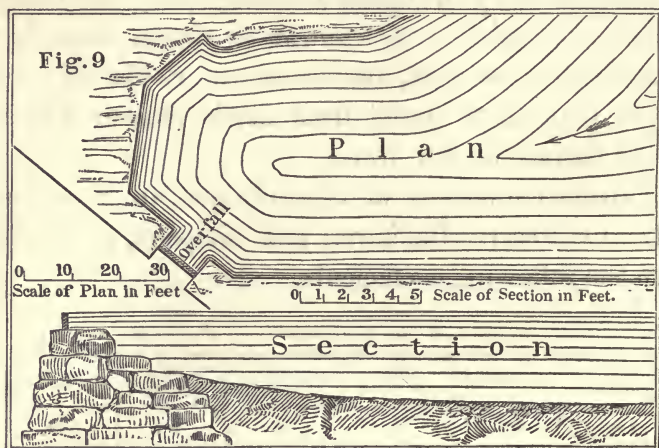 Fig. 9
Plan
Overfall
0 10 20 30
Scale of Plan in Feet
0 1 2 3 4 5 Scale of Section in Feet.
Section